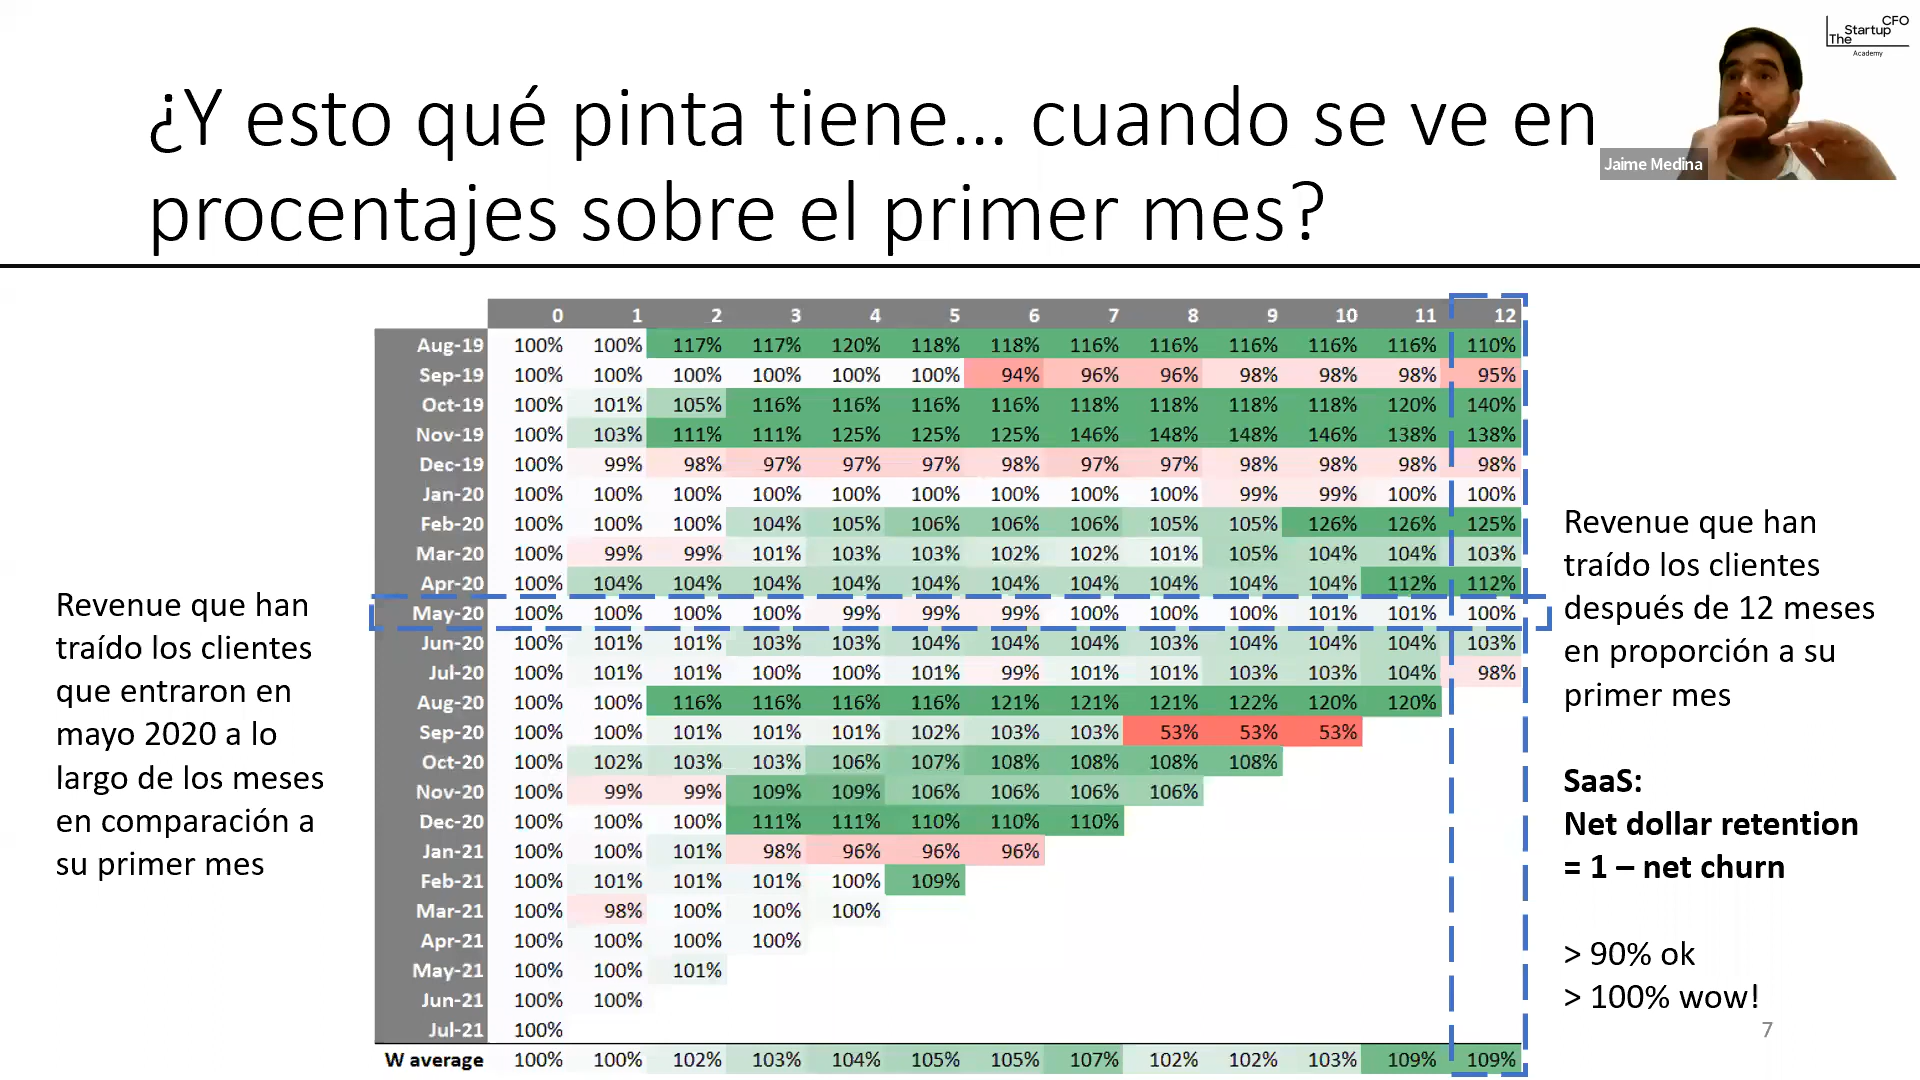 The Startup CFO
Academy
Jaime Medina
¿Y esto qué pinta tiene... cuando se ve en
procentajes sobre el primer mes?
0 1 2 3 4 5 6 7 8 9 10 11 12
Aug-19 100% 100% 117% 117% 120% 118% 118% 116% 116% 116% 116% 116% 110%
Sep-19 100% 100% 100% 100% 100% 100% 94% 96% 96% 98% 98% 98% 95%
Oct-19 100% 101% 105% 116% 116% 116% 116% 118% 118% 118% 118% 120% 140%
Nov-19 100% 103% 111% 111% 125% 125% 125% 146% 148% 148% 146% 138% 138%
Dec-19 100% 99% 98% 97% 97% 97% 98% 97% 97% 98% 98% 98% 98%
Jan-20 100% 100% 100% 100% 100% 100% 100% 100% 100% 99% 99% 100% 100%
Feb-20 100% 100% 100% 104% 105% 106% 106% 106% 105% 105% 126% 126% 125%
Mar-20 100% 99% 99% 101% 103% 103% 102% 102% 101% 105% 104% 104% 103%
Apr-20 100% 104% 104% 104% 104% 104% 104% 104% 104% 104% 104% 112% 112%
May-20 100% 100% 100% 100% 99% 99% 99% 100% 100% 100% 101% 101% 100%
Jun-20 100% 101% 101% 103% 103% 104% 104% 104% 103% 104% 104% 104% 103%
Jul-20 100% 101% 101% 100% 100% 101% 99% 101% 101% 103% 103% 104% 98%
Aug-20 100% 100% 116% 116% 116% 116% 121% 121% 121% 122% 120% 120%
Sep-20 100% 100% 101% 101% 101% 102% 103% 103% 53% 53% 53%
Oct-20 100% 102% 103% 103% 106% 107% 108% 108% 108% 108%
Nov-20 100% 99% 99% 109% 109% 106% 106% 106% 106%
Dec-20 100% 100% 100% 111% 111% 110% 110% 110%
Jan-21 100% 100% 101% 98% 96% 96% 96%
Feb-21 100% 101% 101% 101% 100% 109%
Mar-21 100% 98% 100% 100% 100%
Apr-21 100% 100% 100% 100%
May-21 100% 100% 101%
Jun-21 100% 100%
Jul-21 100%
W average 100% 100% 102% 103% 104% 105% 105% 107% 102% 102% 103% 109% 109%
Revenue que han
traído los clientes
que entraron en
mayo 2020 a lo
largo de los meses
en comparación a
su primer mes
Revenue que han
traído los clientes
después de 12 meses
en proporción a su
primer mes
SaaS:
Net dollar retention
= 1 – net churn
> 90% ok
> 100% wow!
7